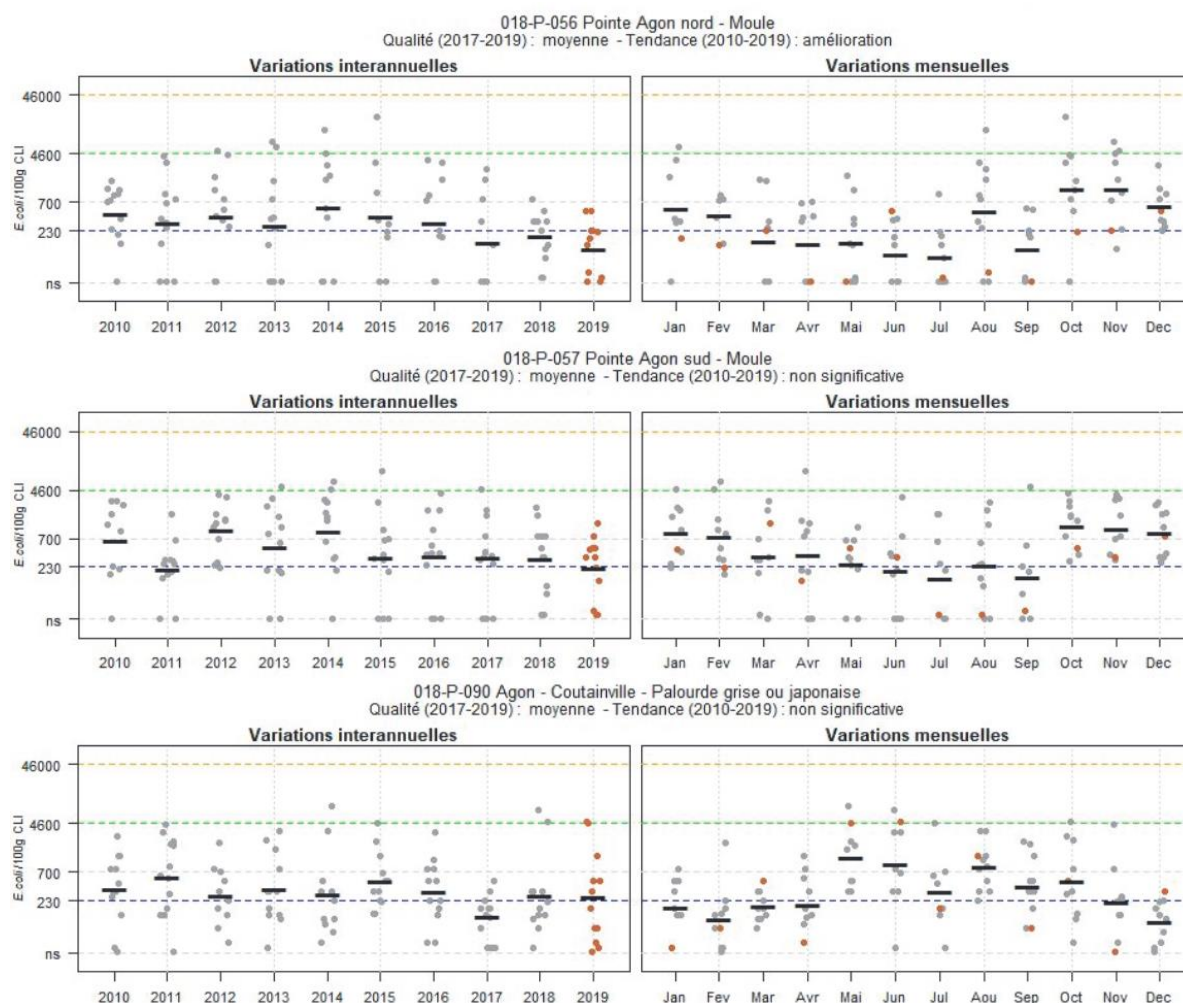 018-P-056 Pointe Agon nord - Moule
Qualité (2017-2019) : moyenne - Tendance (2010-2019) : amélioration
Variations interannuelles
Variations mensuelles
E.coli/100g CLI
46000
4600
700
230
ns
2010 2011 2012 2013 2014 2015 2016 2017 2018 2019
Jan Fev Mar Avr Mai Jun Jul Aou Sep Oct Nov Dec
018-P-057 Pointe Agon sud - Moule
Qualité (2017-2019) : moyenne - Tendance (2010-2019) : non significative
Variations interannuelles
Variations mensuelles
E.coli/100g CLI
46000
4600
700
230
ns
2010 2011 2012 2013 2014 2015 2016 2017 2018 2019
Jan Fev Mar Avr Mai Jun Jul Aou Sep Oct Nov Dec
018-P-090 Agon - Coutainville - Palourde grise ou japonaise
Qualité (2017-2019) : moyenne - Tendance (2010-2019) : non significative
Variations interannuelles
Variations mensuelles
E.coli/100g CLI
46000
4600
700
230
ns
2010 2011 2012 2013 2014 2015 2016 2017 2018 2019
Jan Fev Mar Avr Mai Jun Jul Aou Sep Oct Nov Dec